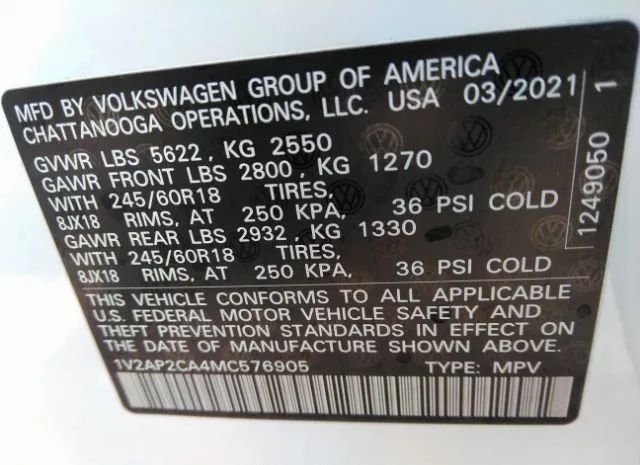 MFD BY VOLKSWAGEN GROUP OF AMERICA
CHATTANOOGA OPERATIONS, LLC. USA 03/2021
GVWR LBS 5622, KG 2550
GAWR FRONT LBS 2800, KG 1270
WITH 245/60R18 TIRES,
8JX18 RIMS, AT 250 KPA, 36 PSI COLD
GAWR REAR LBS 2932, KG 1330
WITH 245/60R18 TIRES,
8JX18 RIMS, AT 250 KPA, 36 PSI COLD
THIS VEHICLE CONFORMS TO ALL APPLICABLE
U.S. FEDERAL MOTOR VEHICLE SAFETY AND
THEFT PREVENTION STANDARDS IN EFFECT
ON THE DATE OF MANUFACTURE SHOWN ABOVE.
1V2AP2CA4MC576905 TYPE: MPV
1249050 1